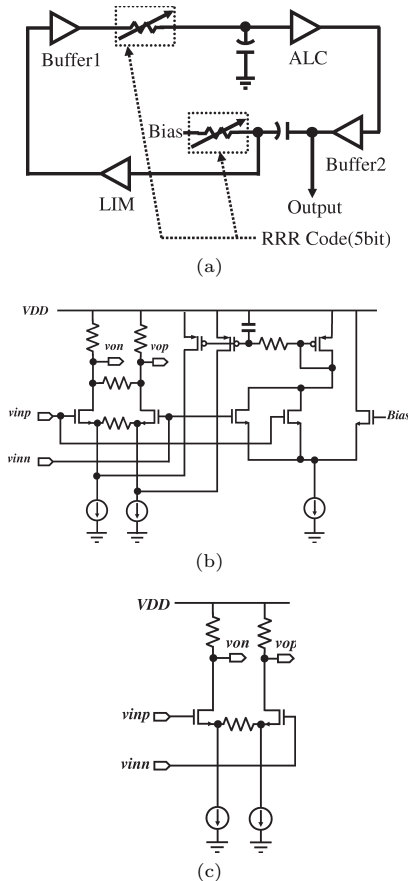 Buffer1
ALC
Bias
Buffer2
LIM
Output
RRR Code(5bit)
(a)
VDD
von
vop
vinp
Bias
vinn
(b)
VDD
von
vop
vinp
vinn
(c)